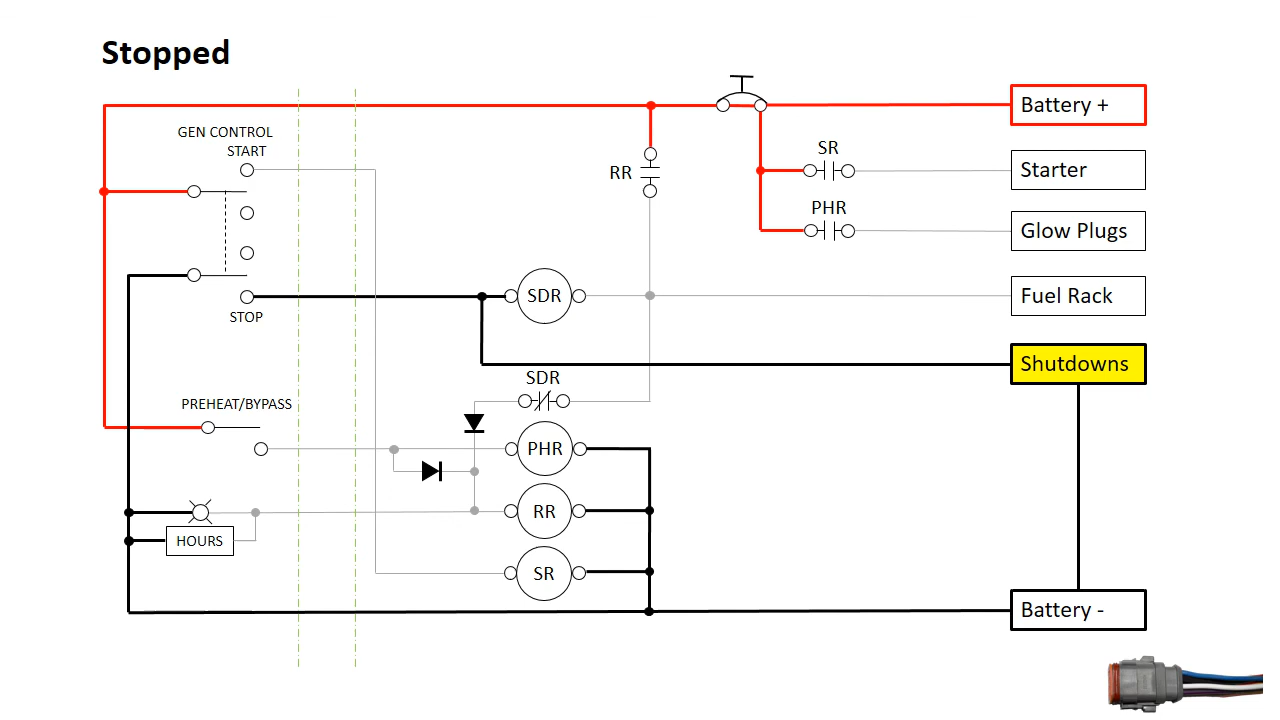 Stopped
Battery +
GEN CONTROL
START
SR
Starter
RR
PHR
Glow Plugs
SDR
Fuel Rack
STOP
Shutdowns
SDR
PREHEAT/BYPASS
PHR
RR
HOURS
SR
Battery -